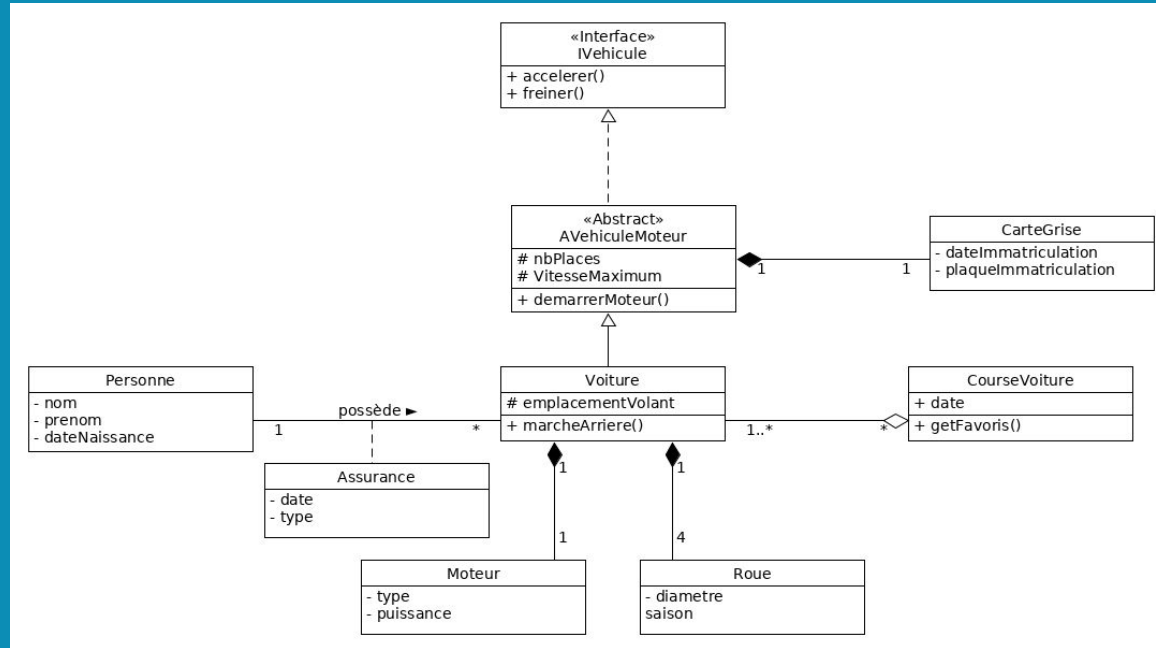 «Interface»
IVehicule
+ accelerer()
+ freiner()
«Abstract»
AVehiculeMoteur
# nbPlaces
# VitesseMaximum
+ demarrerMoteur()
1
1
CarteGrise
- dateImmatriculation
- plaqueImmatriculation
Personne
- nom
- prenom
- dateNaissance
possède ►
1
*
Voiture
# emplacementVolant
+ marcheArriere()
1..*
*
CourseVoiture
+ date
+ getFavoris()
Assurance
- date
- type
1
1
1
4
Moteur
- type
- puissance
Roue
- diametre
saison